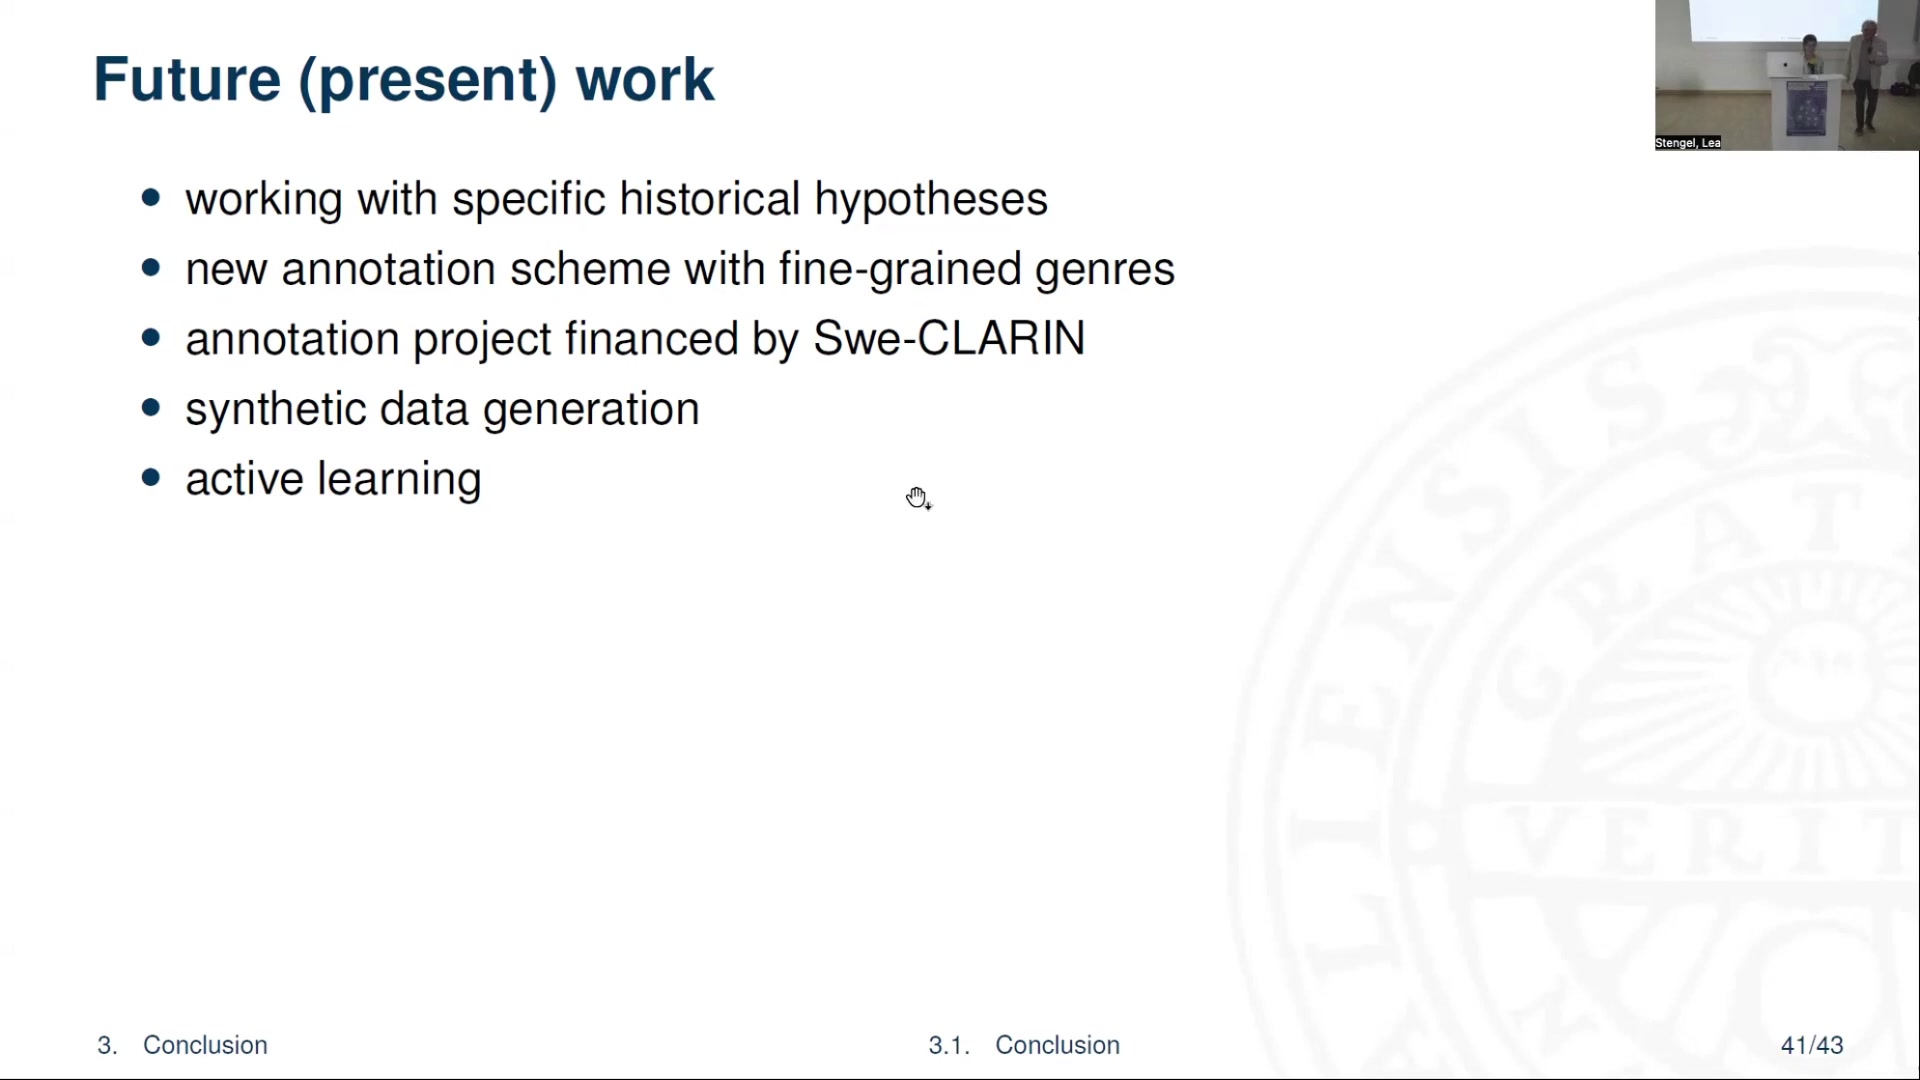 Future (present) work
Stengel, Lea
working with specific historical hypotheses
new annotation scheme with fine-grained genres
annotation project financed by Swe-CLARIN
synthetic data generation
active learning
3. Conclusion
3.1. Conclusion
41/43